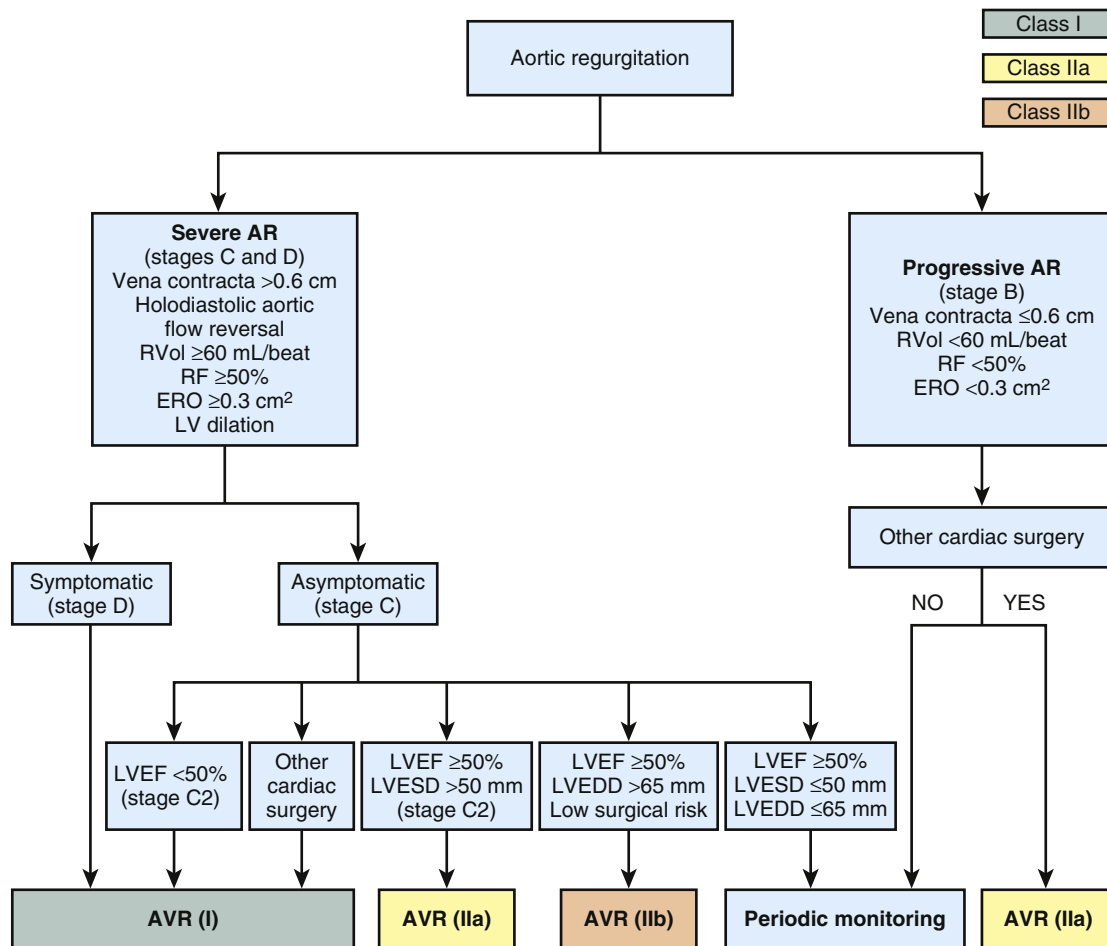 Class I
Class IIa
Class IIb
Aortic regurgitation
Severe AR
(stages C and D)
Vena contracta >0.6 cm
Holodiastolic aortic
flow reversal
RVol ≥60 mL/beat
RF ≥50%
ERO ≥0.3 cm²
LV dilation
Progressive AR
(stage B)
Vena contracta ≤0.6 cm
RVol <60 mL/beat
RF <50%
ERO <0.3 cm²
Other cardiac surgery
NO
YES
Symptomatic
(stage D)
Asymptomatic
(stage C)
LVEF <50%
(stage C2)
Other
cardiac
surgery
LVEF ≥50%
LVESD >50 mm
(stage C2)
LVEF ≥50%
LVEDD >65 mm
Low surgical risk
LVEF ≥50%
LVESD ≤50 mm
LVEDD ≤65 mm
AVR (I)
AVR (IIa)
AVR (IIb)
Periodic monitoring
AVR (IIa)